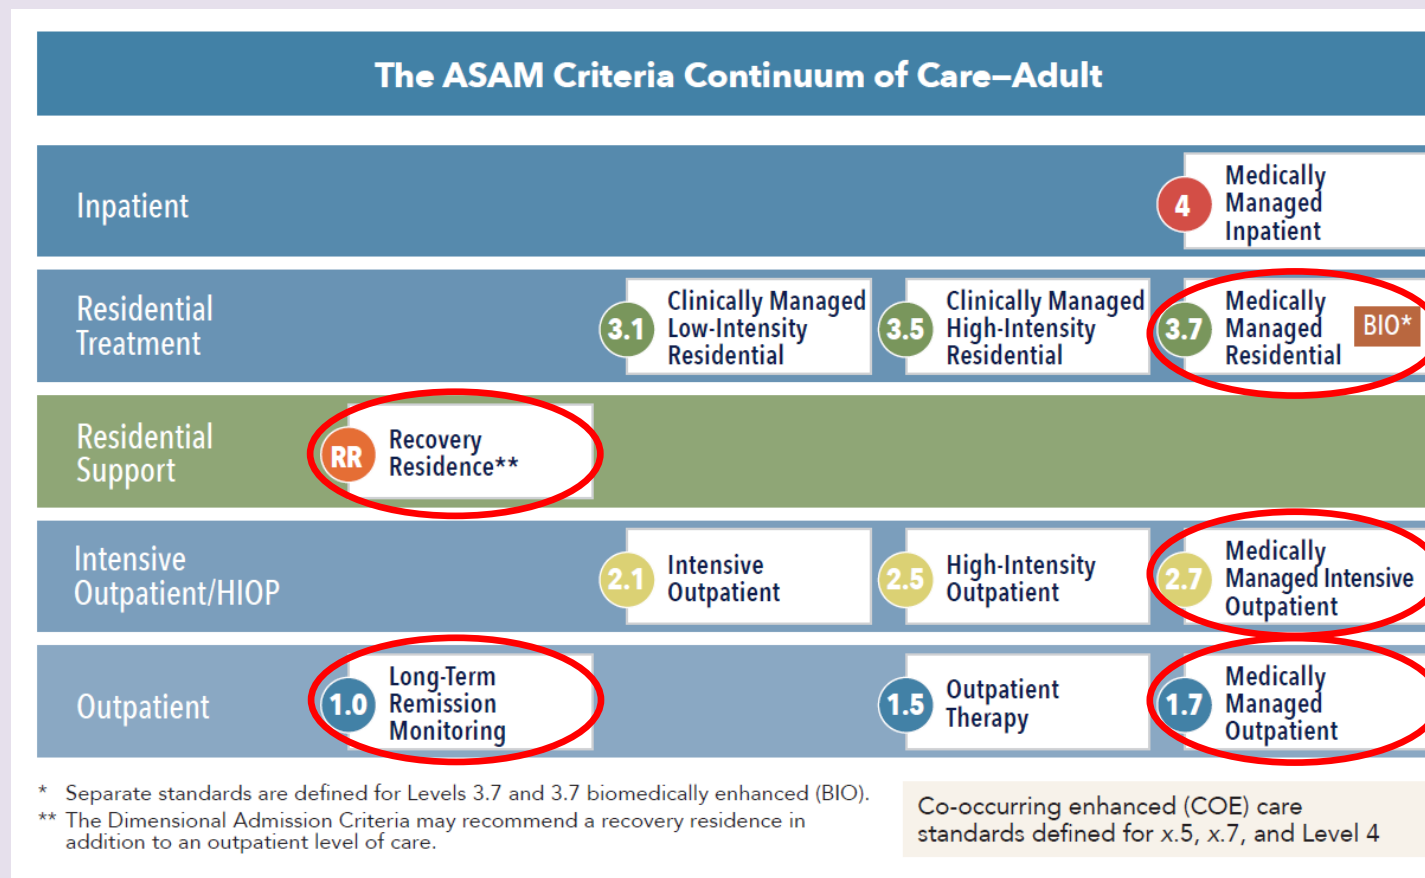 The ASAM Criteria Continuum of Care–Adult
Inpatient
4
Medically
Managed
Inpatient
Residential
Treatment
3.1
Clinically Managed
Low-Intensity
Residential
3.5
Clinically Managed
High-Intensity
Residential
3.7
Medically
Managed
Residential
BIO*
Residential
Support
RR
Recovery
Residence**
Intensive
Outpatient/HIOP
2.1
Intensive
Outpatient
2.5
High-Intensity
Outpatient
2.7
Medically
Managed Intensive
Outpatient
Outpatient
1.0
Long-Term
Remission
Monitoring
1.5
Outpatient
Therapy
1.7
Medically
Managed
Outpatient
* Separate standards are defined for Levels 3.7 and 3.7 biomedically enhanced (BIO).
** The Dimensional Admission Criteria may recommend a recovery residence in
addition to an outpatient level of care.
Co-occurring enhanced (COE) care
standards defined for x.5, x.7, and Level 4